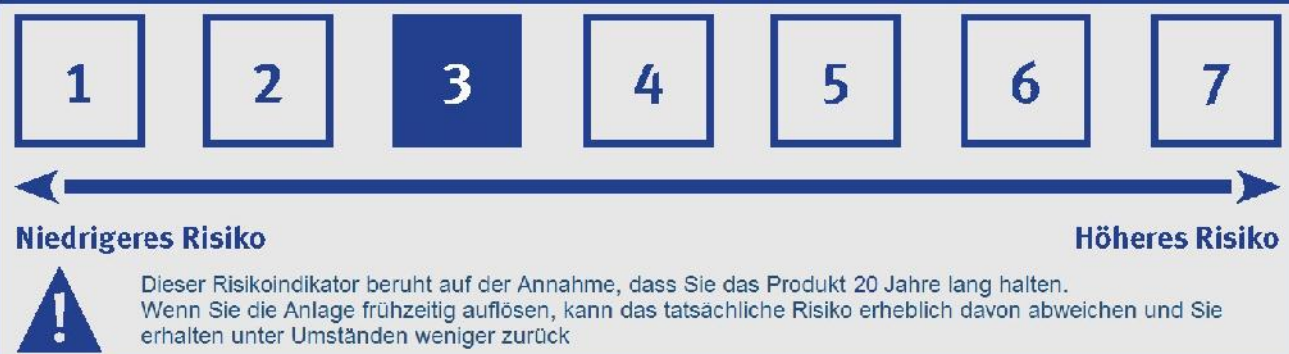 1 2 3 4 5 6 7
Niedrigeres Risiko Höheres Risiko
!
Dieser Risikoindikator beruht auf der Annahme, dass Sie das Produkt 20 Jahre lang halten.
Wenn Sie die Anlage frühzeitig auflösen, kann das tatsächliche Risiko erheblich davon abweichen und Sie
erhalten unter Umständen weniger zurück